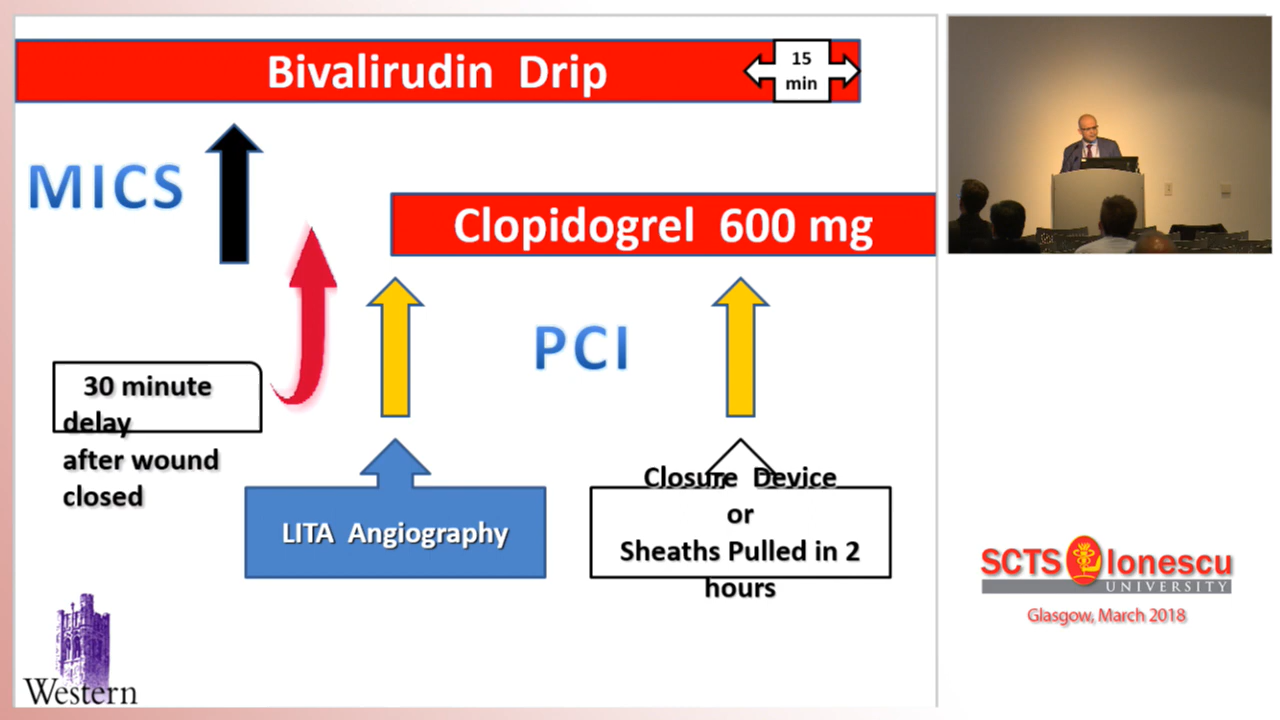 Bivalirudin Drip
15
min
MICS
Clopidogrel 600 mg
PCI
30 minute
delay
after wound
closed
LITA Angiography
Closure Device
or
Sheaths Pulled in 2
hours
Western
SCTS Ionescu
UNIVERSITY
Glasgow, March 2018